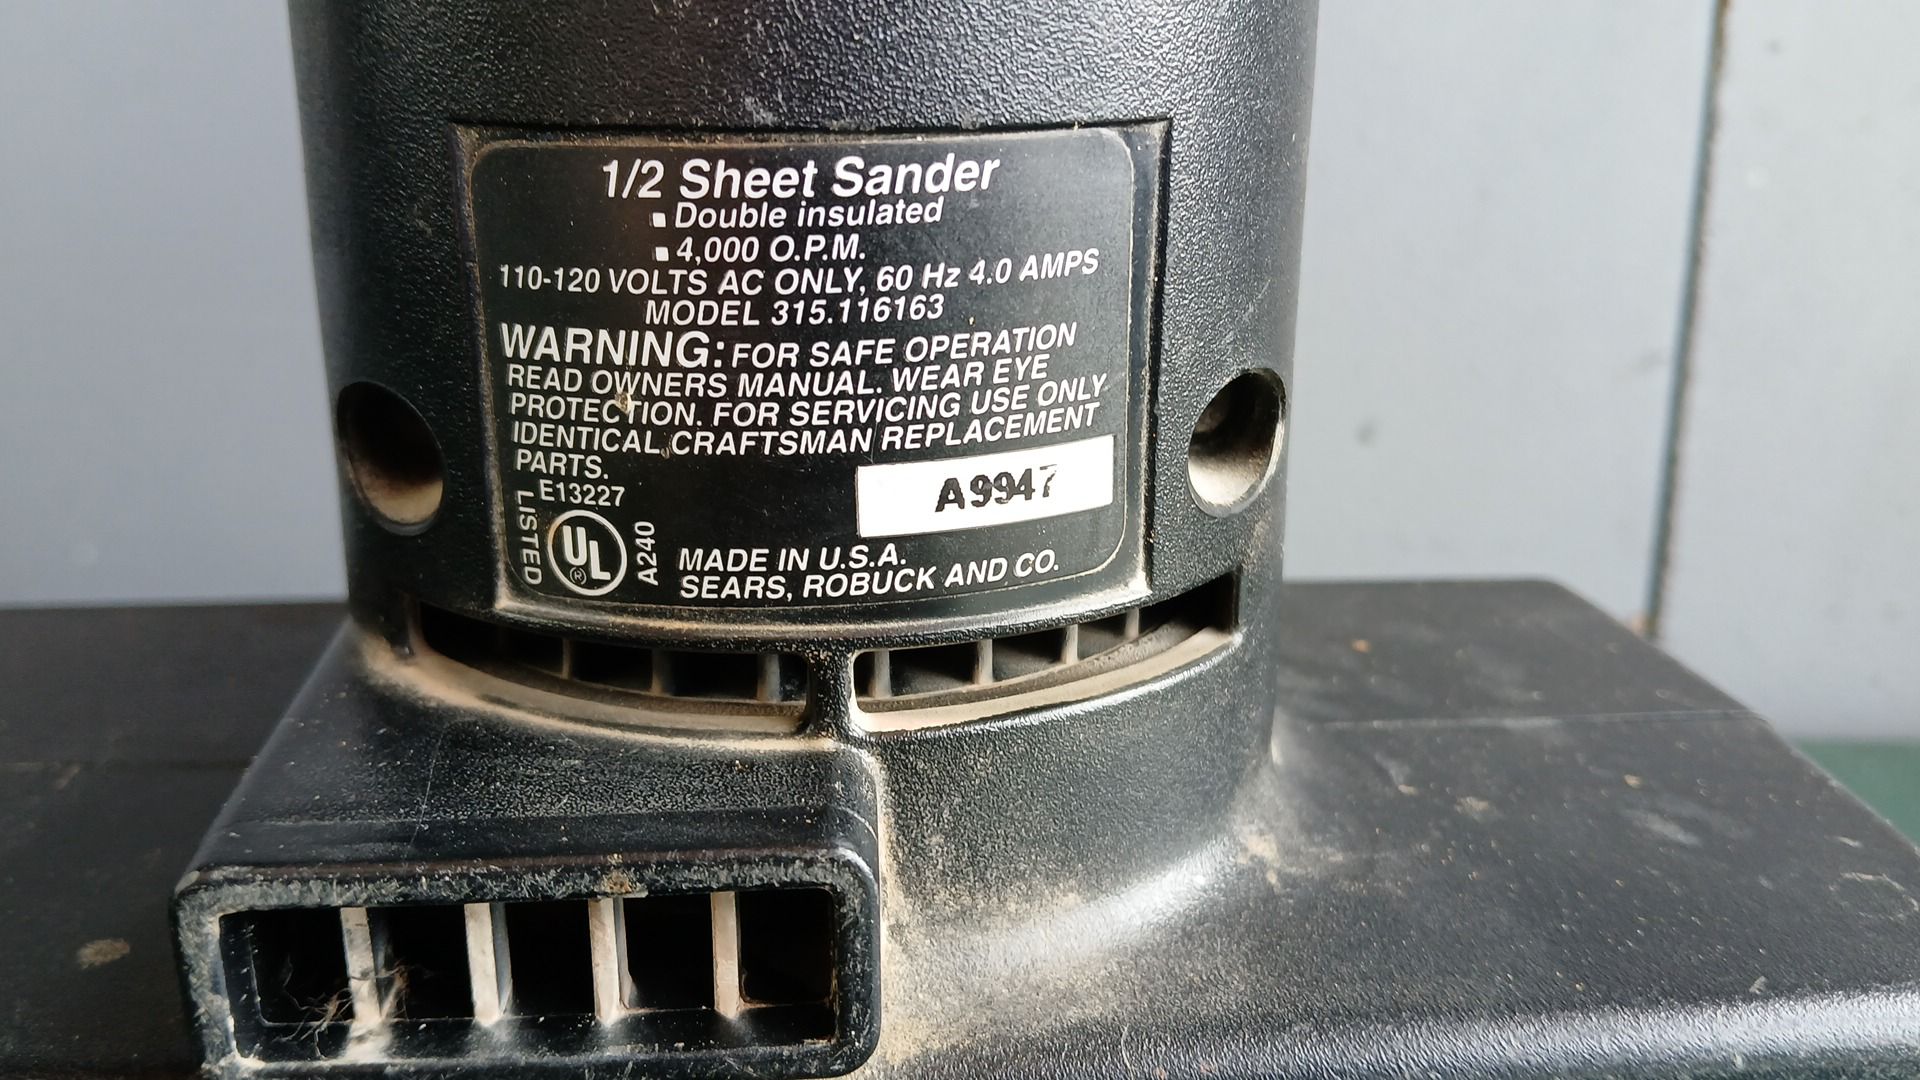 1/2 Sheet Sander
▪ Double insulated
▪ 4,000 O.P.M.
110-120 VOLTS AC ONLY, 60 Hz 4.0 AMPS
MODEL 315.116163
WARNING: FOR SAFE OPERATION
READ OWNERS MANUAL. WEAR EYE
PROTECTION. FOR SERVICING USE ONLY
IDENTICAL CRAFTSMAN REPLACEMENT
PARTS.
E13227
LISTED
UL
®
A240
A9947
MADE IN U.S.A.
SEARS, ROBUCK AND CO.